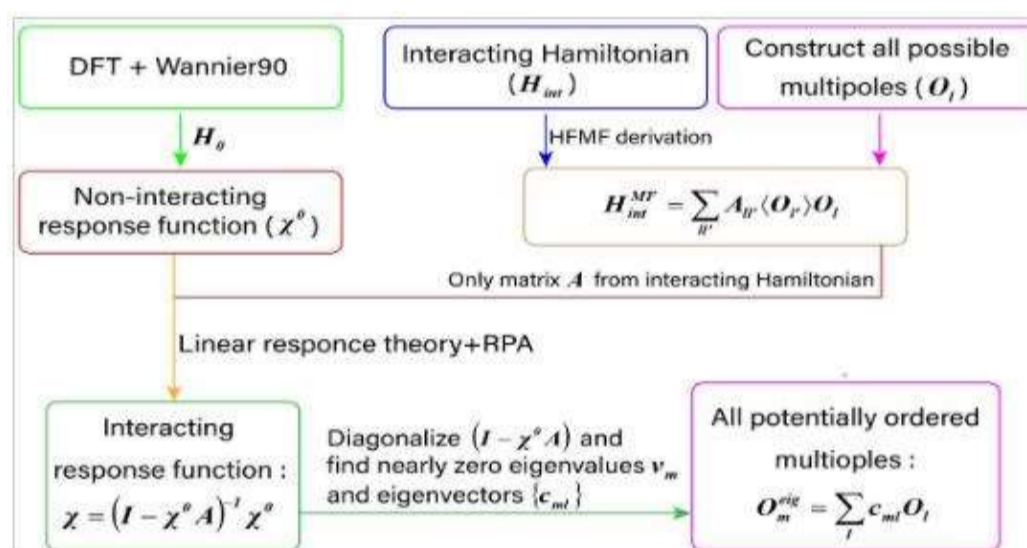 DFT + Wannier90
Interacting Hamiltonian
(H_int)
Construct all possible
multipoles (O_l)
H_0
HFMF derivation
Non-interacting
response function (χ^0)
H_int^MF = ∑_ll' A_ll' ⟨O_l'⟩ O_l
Only matrix A from interacting Hamiltonian
Linear responce theory+RPA
Interacting
response function :
χ = (I − χ^0 A)^-1 χ^0
Diagonalize (I − χ^0 A) and
find nearly zero eigenvalues v_m
and eigenvectors {c_ml}
All potentially ordered
multioples :
O_m^eig = ∑_l c_ml O_l